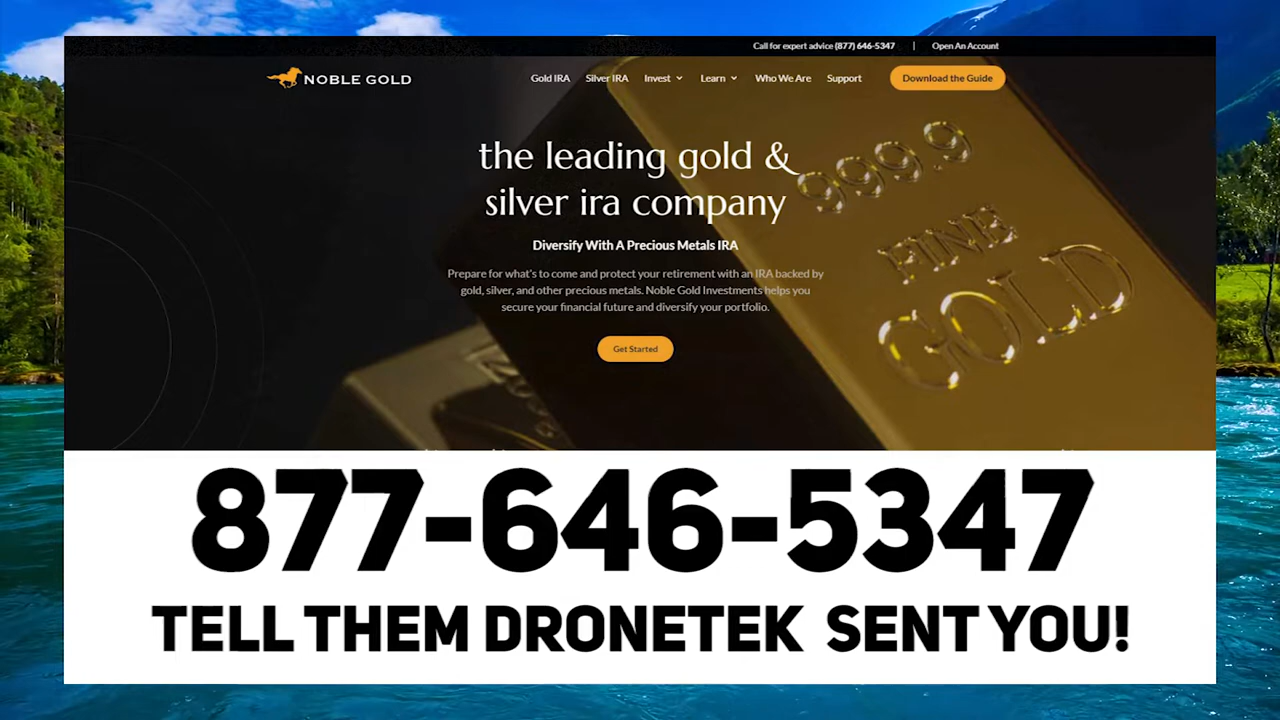 Call for expert advice (877) 646-5347 | Open An Account
NOBLE GOLD Gold IRA Silver IRA Invest Learn Who We Are Support Download the Guide
999.9
FINE
GOLD
the leading gold &
silver ira company
Diversify With A Precious Metals IRA
Prepare for what's to come and protect your retirement with an IRA backed by
gold, silver, and other precious metals. Noble Gold Investments helps you
secure your financial future and diversify your portfolio.
Get Started
877-646-5347
TELL THEM DRONETEK SENT YOU!